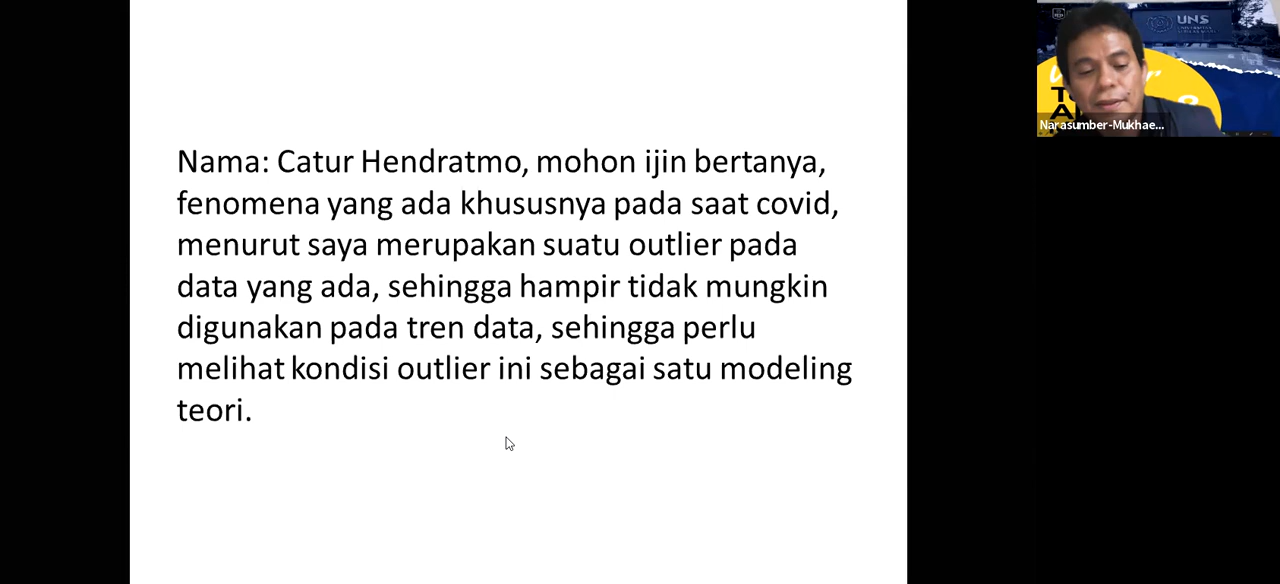 Nama: Catur Hendratmo, mohon ijin bertanya,
fenomena yang ada khususnya pada saat covid,
menurut saya merupakan suatu outlier pada
data yang ada, sehingga hampir tidak mungkin
digunakan pada tren data, sehingga perlu
melihat kondisi outlier ini sebagai satu modeling
teori.
UNS
Narasumber-Mukhae...